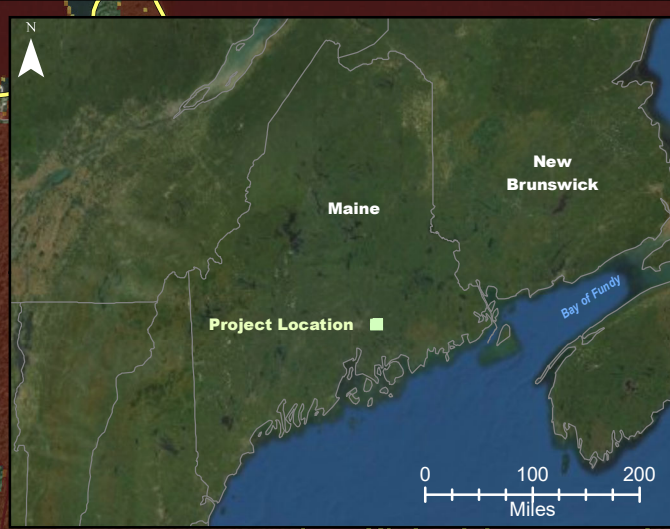 N
New
Brunswick
Maine
Bay of Fundy
Project Location
0 100 200
Miles